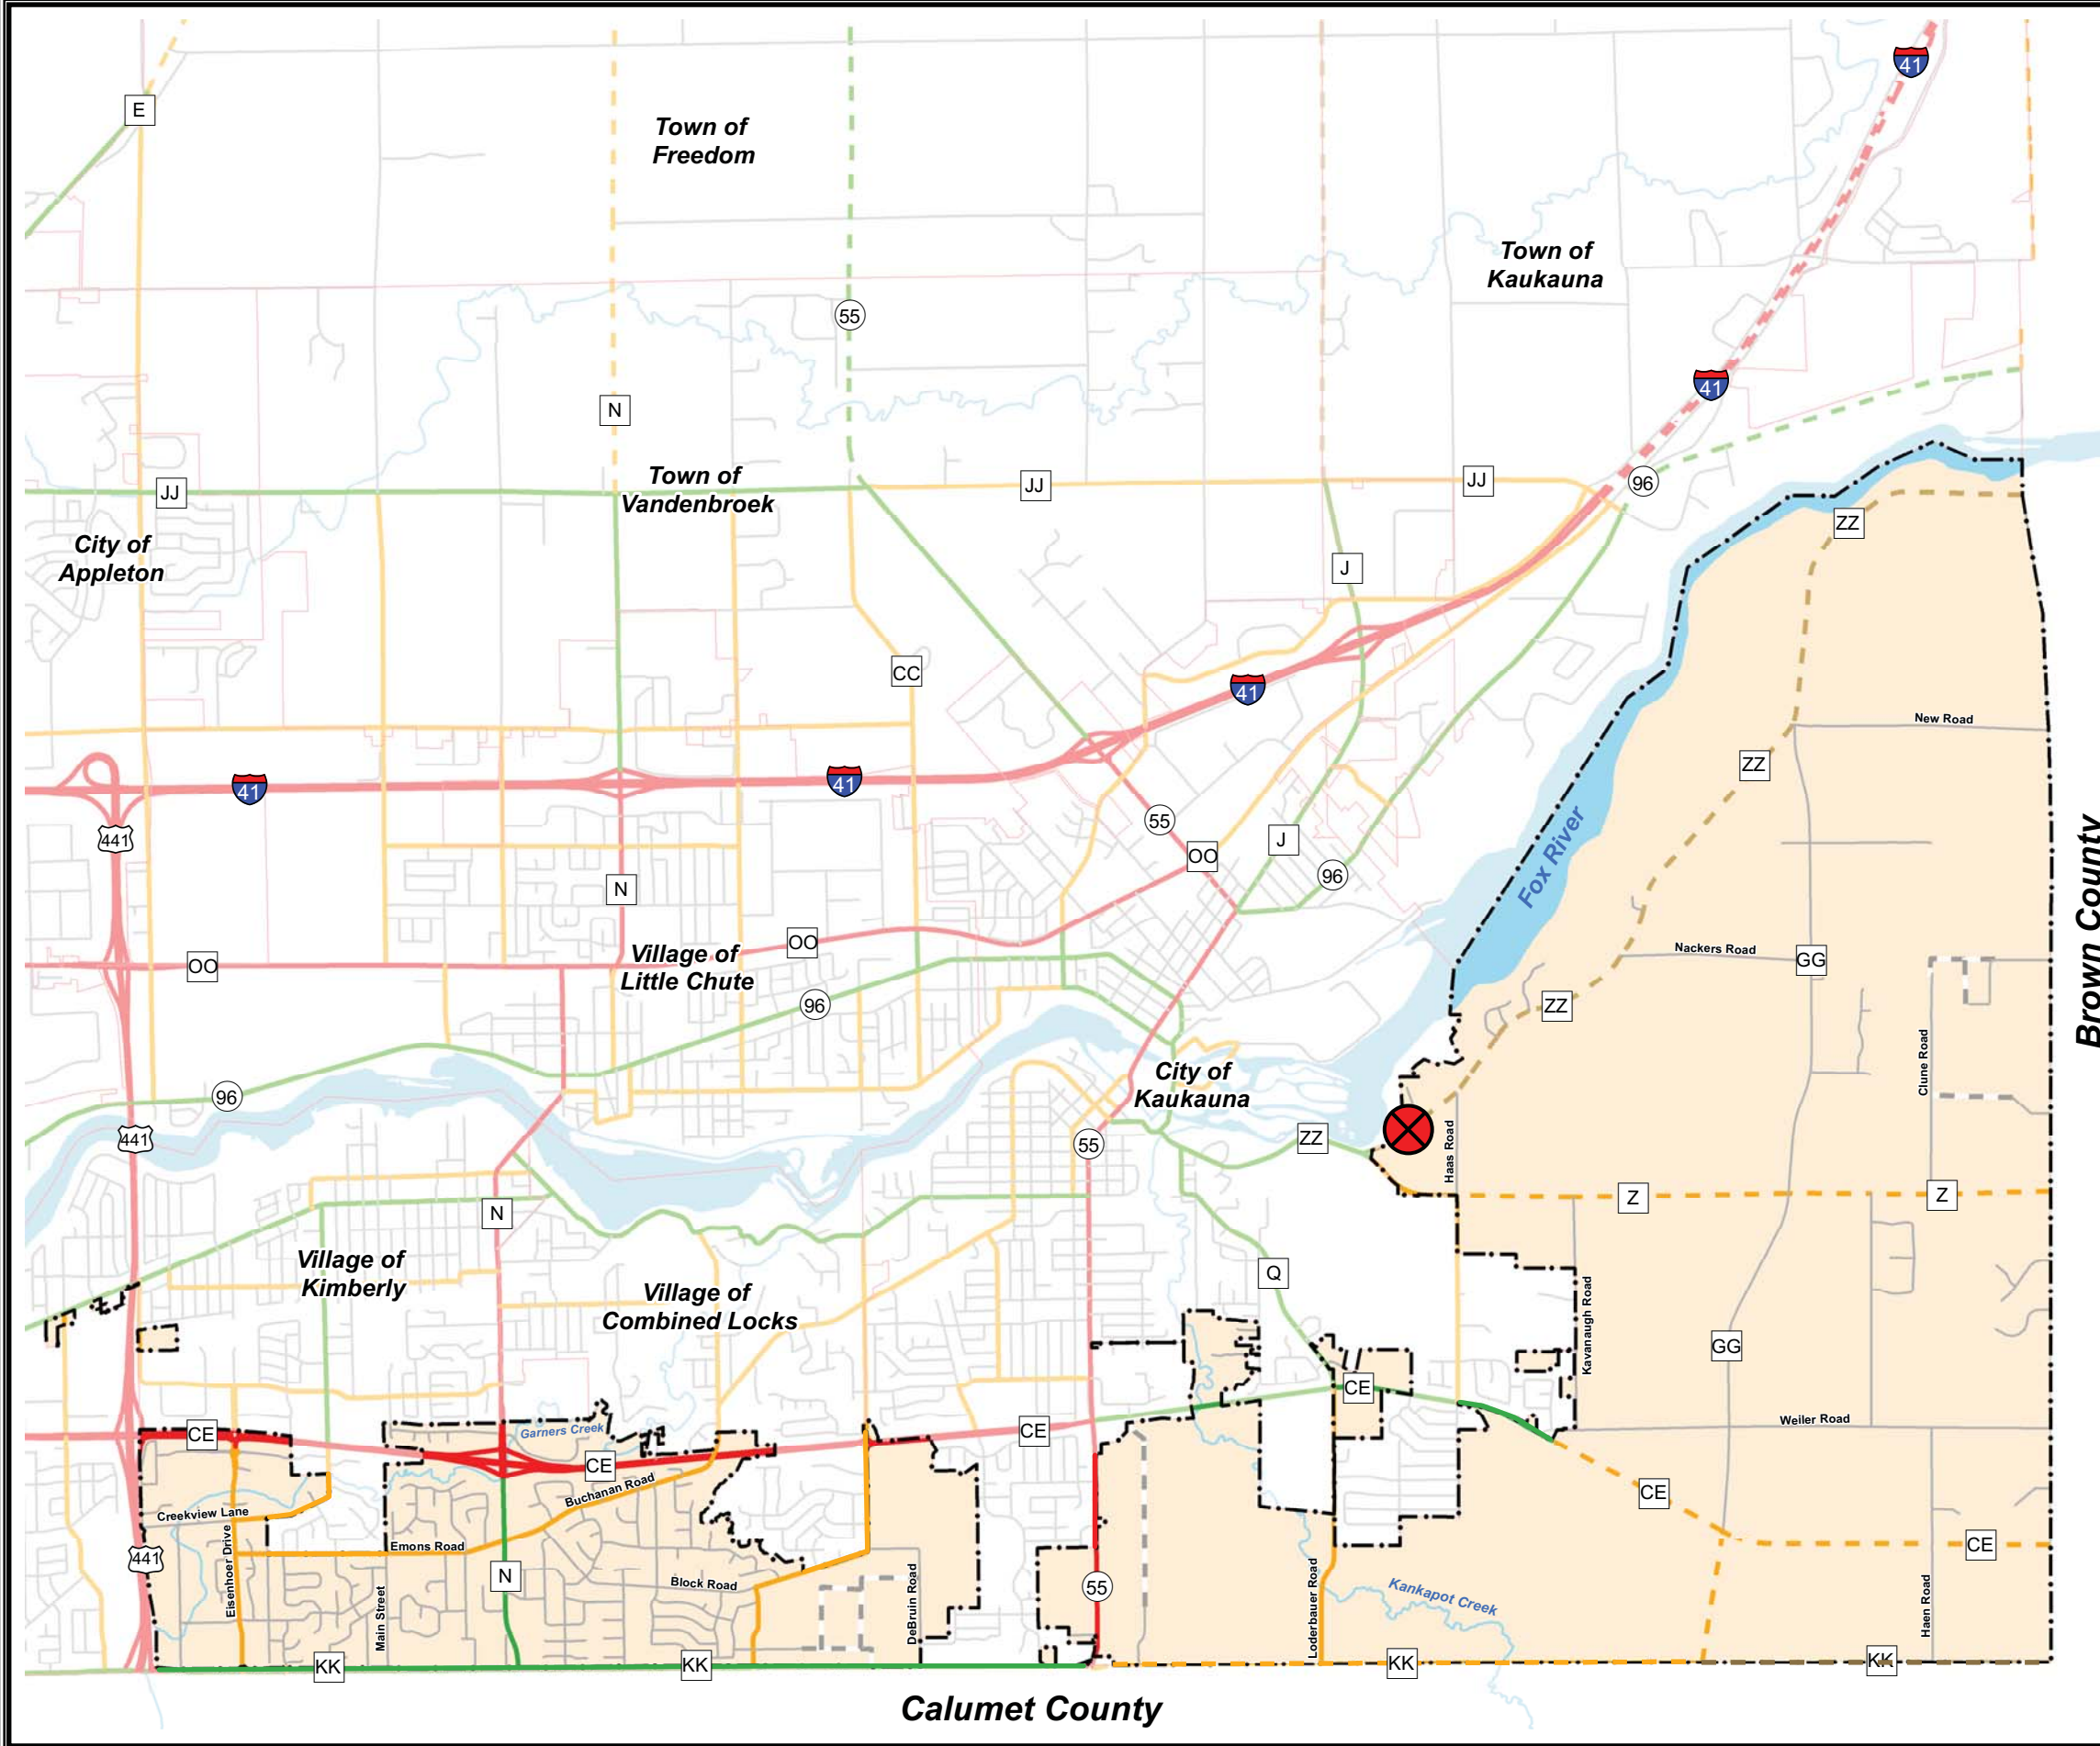 41
E
Town of
Freedom
Town of
Kaukauna
55
41
N
JJ
Town of
Vandenbroek
JJ
JJ
96
ZZ
City of
Appleton
J
CC
41
New Road
ZZ
41
41
441
55
OO
J
96
Fox River
N
Brown County
OO
Village of
Little Chute
OO
Nackers Road
GG
96
ZZ
Clune Road
City of
Kaukauna
96
441
55
ZZ
Haas Road
Z
Z
N
Village of
Kimberly
Q
Village of
Combined Locks
Kavanaugh Road
GG
CE
Weiler Road
CE
Garners Creek
CE
CE
Buchanan Road
CE
Creekview Lane
Emons Road
CE
441
Eisenhoer Drive
N
Block Road
55
Main Street
DeBruin Road
Loderbauer Road
Kankapot Creek
Haen Road
KK
KK
KK
KK
Calumet County